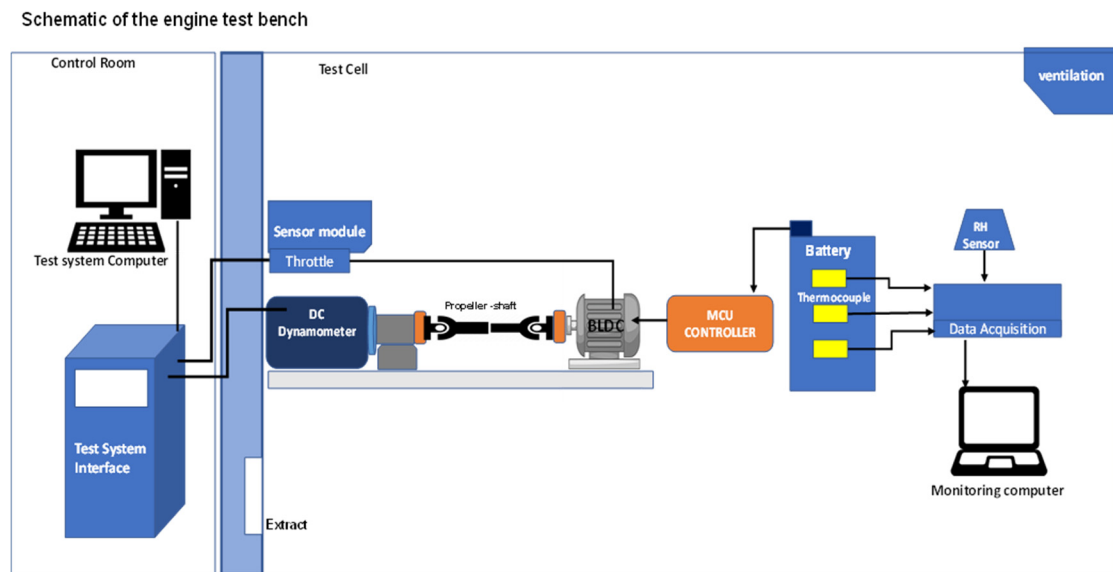 Schematic of the engine test bench
Control Room
Test Cell
ventilation
Test system Computer
Sensor module
Throttle
DC
Dynamometer
Propeller -shaft
BLDC
MCU
CONTROLLER
Battery
Thermocouple
RH
Sensor
Data Acquisition
Monitoring computer
Test System
Interface
Extract